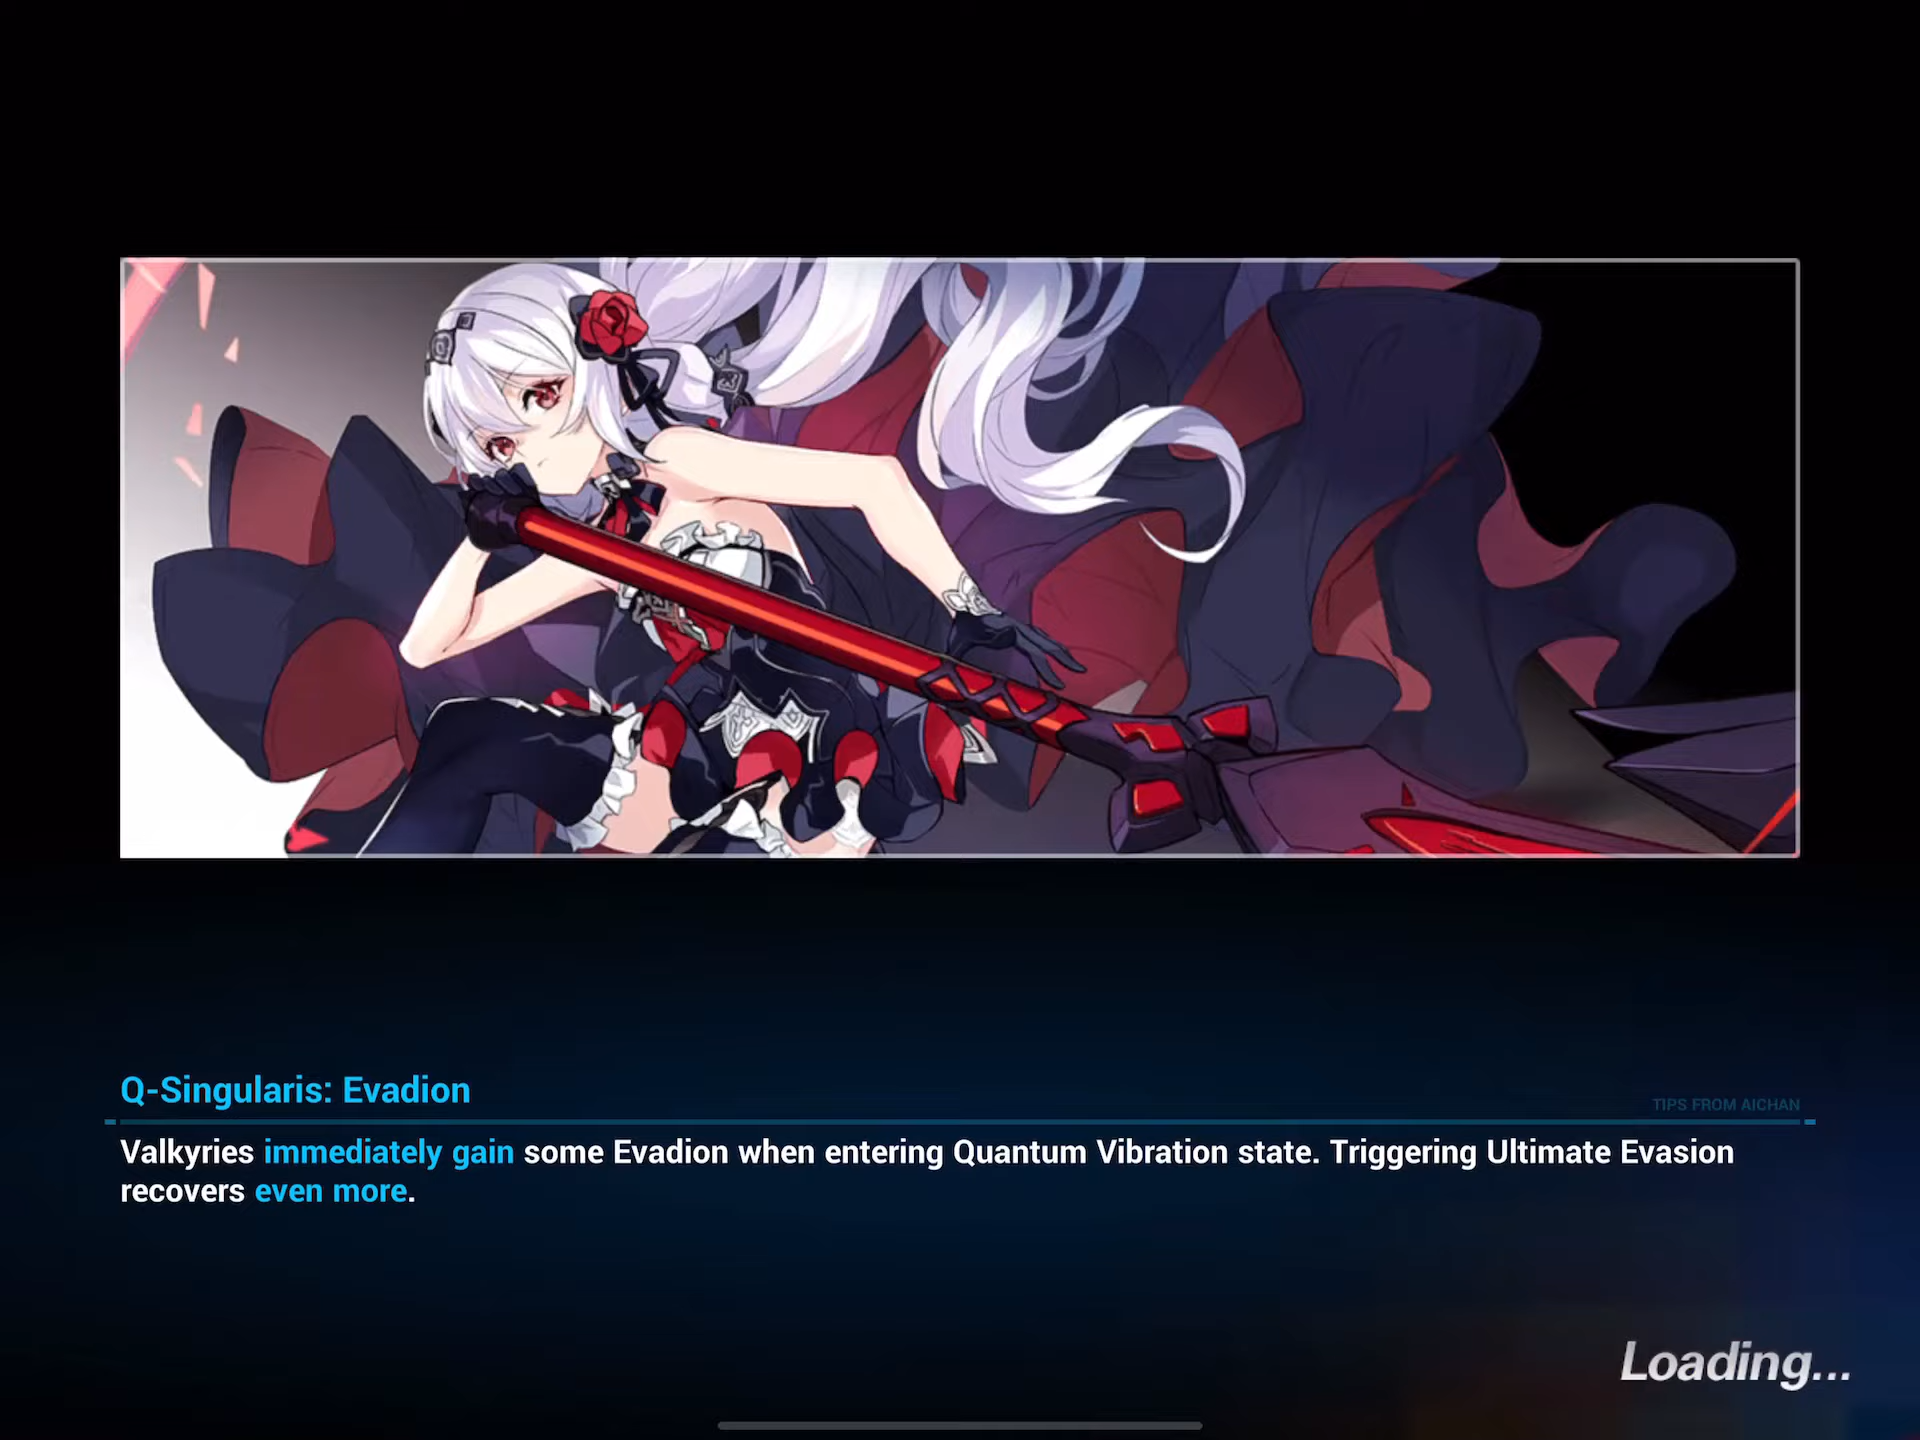 Q-Singularis: Evadion
TIPS FROM AICHAN
Valkyries immediately gain some Evadion when entering Quantum Vibration state. Triggering Ultimate Evasion
recovers even more.
Loading...